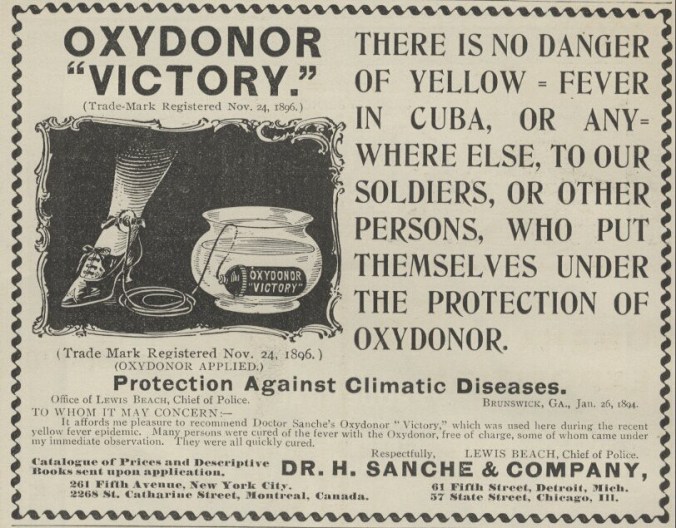 OXYDONOR
"VICTORY."
(Trade-Mark Registered Nov. 24, 1896.)
OXYDONOR
"VICTORY"
(Trade Mark Registered Nov. 24, 1896.)
(OXYDONOR APPLIED.)
THERE IS NO DANGER
OF YELLOW = FEVER
IN CUBA, OR ANY=
WHERE ELSE, TO OUR
SOLDIERS, OR OTHER
PERSONS, WHO PUT
THEMSELVES UNDER
THE PROTECTION OF
OXYDONOR.
Protection Against Climatic Diseases.
Office of LEWIS BEACH, Chief of Police.
BRUNSWICK, GA., Jan. 26, 1894.
TO WHOM IT MAY CONCERN:—
It affords me pleasure to recommend Doctor Sanche's Oxydonor "Victory," which was used here during the recent
yellow fever epidemic. Many persons were cured of the fever with the Oxydonor, free of charge, some of whom came under
my immediate observation. They were all quickly cured.
Respectfully, LEWIS BEACH, Chief of Police.
Catalogue of Prices and Descriptive
Books sent upon application.
DR. H. SANCHE & COMPANY,
261 Fifth Avenue, New York City.
2268 St. Catharine Street, Montreal, Canada.
61 Fifth Street, Detroit, Mich.
57 State Street, Chicago, Ill.